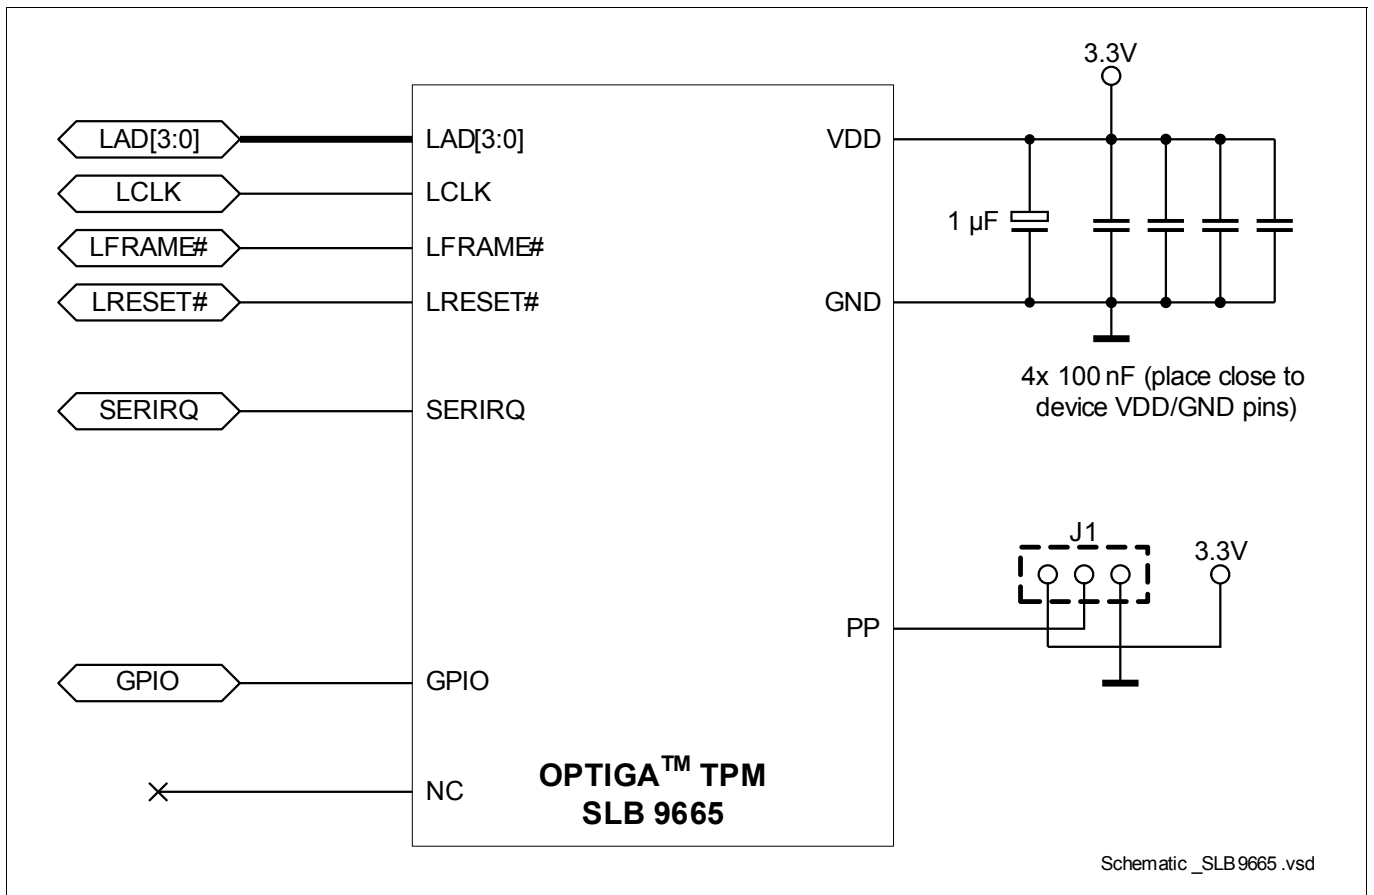 3.3V
LAD[3:0]
LAD[3:0]
VDD
LCLK
LCLK
1 µF
LFRAME#
LFRAME#
LRESET#
LRESET#
GND
4x 100 nF (place close to
device VDD/GND pins)
SERIRQ
SERIRQ
J1
3.3V
PP
GPIO
GPIO
NC
OPTIGA™ TPM
SLB 9665
Schematic _SLB9665 .vsd